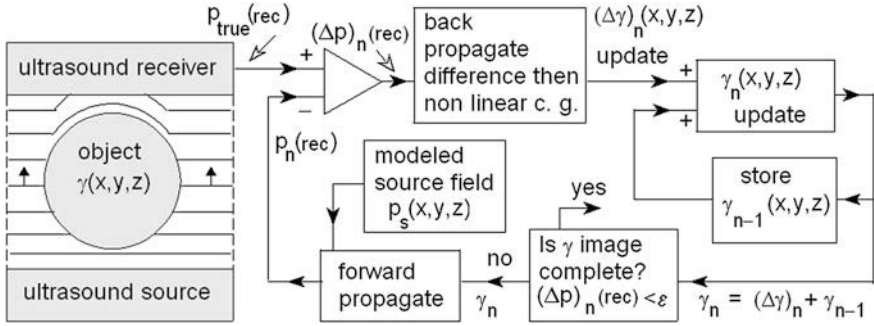 p_true(rec)
(Δp)_n(rec)
back
propagate
difference then
non linear c. g.
(Δγ)_n(x,y,z)
update
ultrasound receiver
+
−
+
+
γ_n(x,y,z)
update
object
γ(x,y,z)
p_n(rec)
modeled
source field
p_s(x,y,z)
yes
store
γ_n−1(x,y,z)
ultrasound source
forward
propagate
no
γ_n
Is γ image
complete?
(Δp)_n(rec) <ε
γ_n = (Δγ)_n + γ_n−1